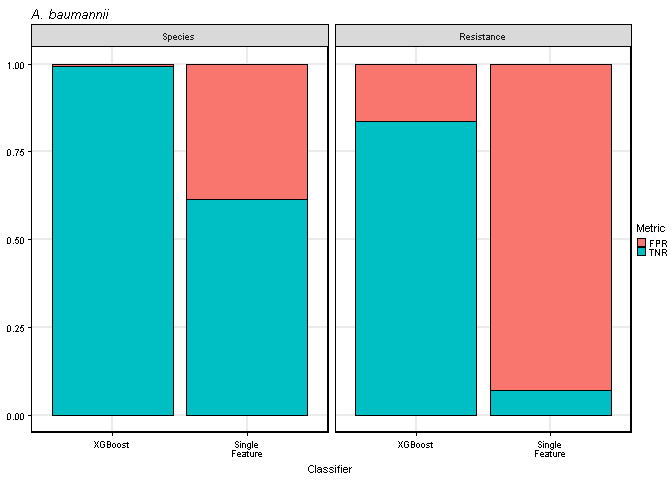 A. baumannii
Species
Resistance
1.00
0.75
0.50
0.25
0.00
XGBoost
Single
Feature
XGBoost
Single
Feature
Classifier
Metric
FPR
TNR